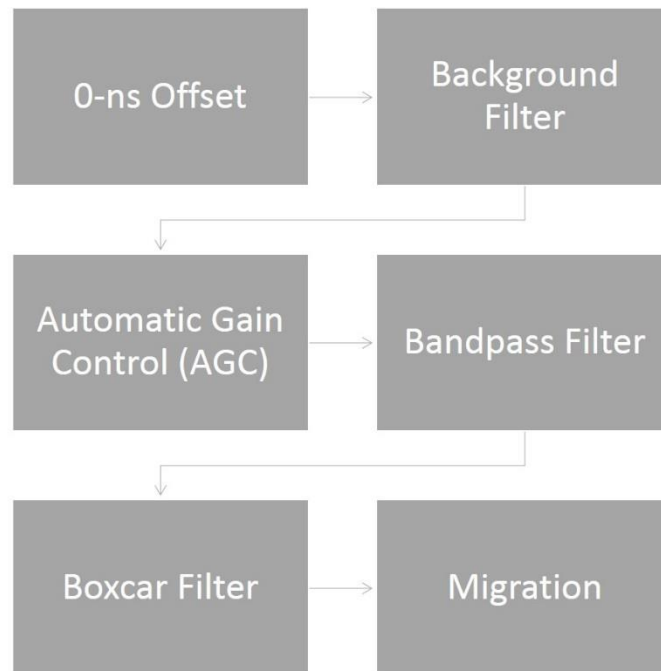 0-ns Offset
Background
Filter
Automatic Gain
Control (AGC)
Bandpass Filter
Boxcar Filter
Migration